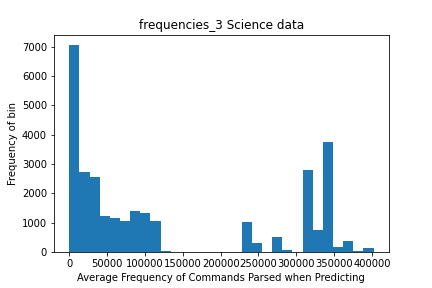 frequencies_3 Science data
7000
6000
5000
4000
3000
2000
1000
0
Frequency of bin
0 50000 100000 150000 200000 250000 300000 350000 400000
Average Frequency of Commands Parsed when Predicting